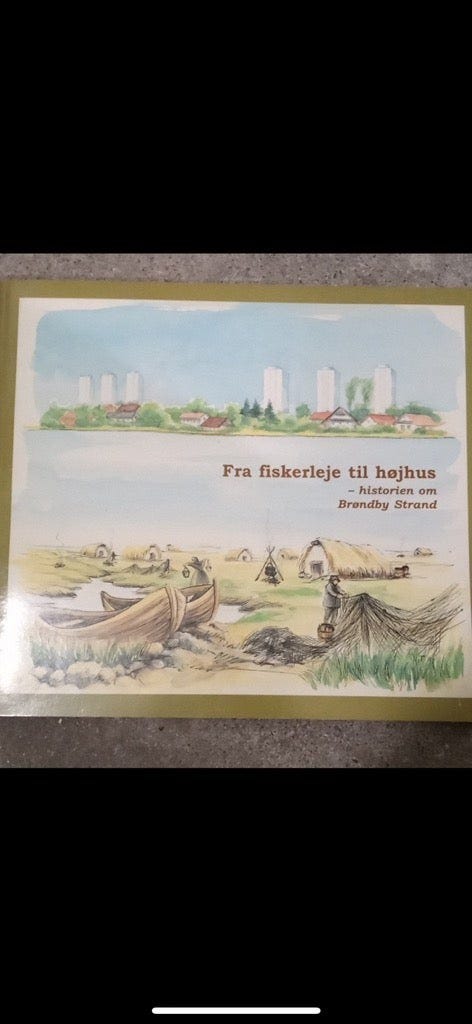 Fra fiskerleje til højhus
– historien om
Brøndby Strand